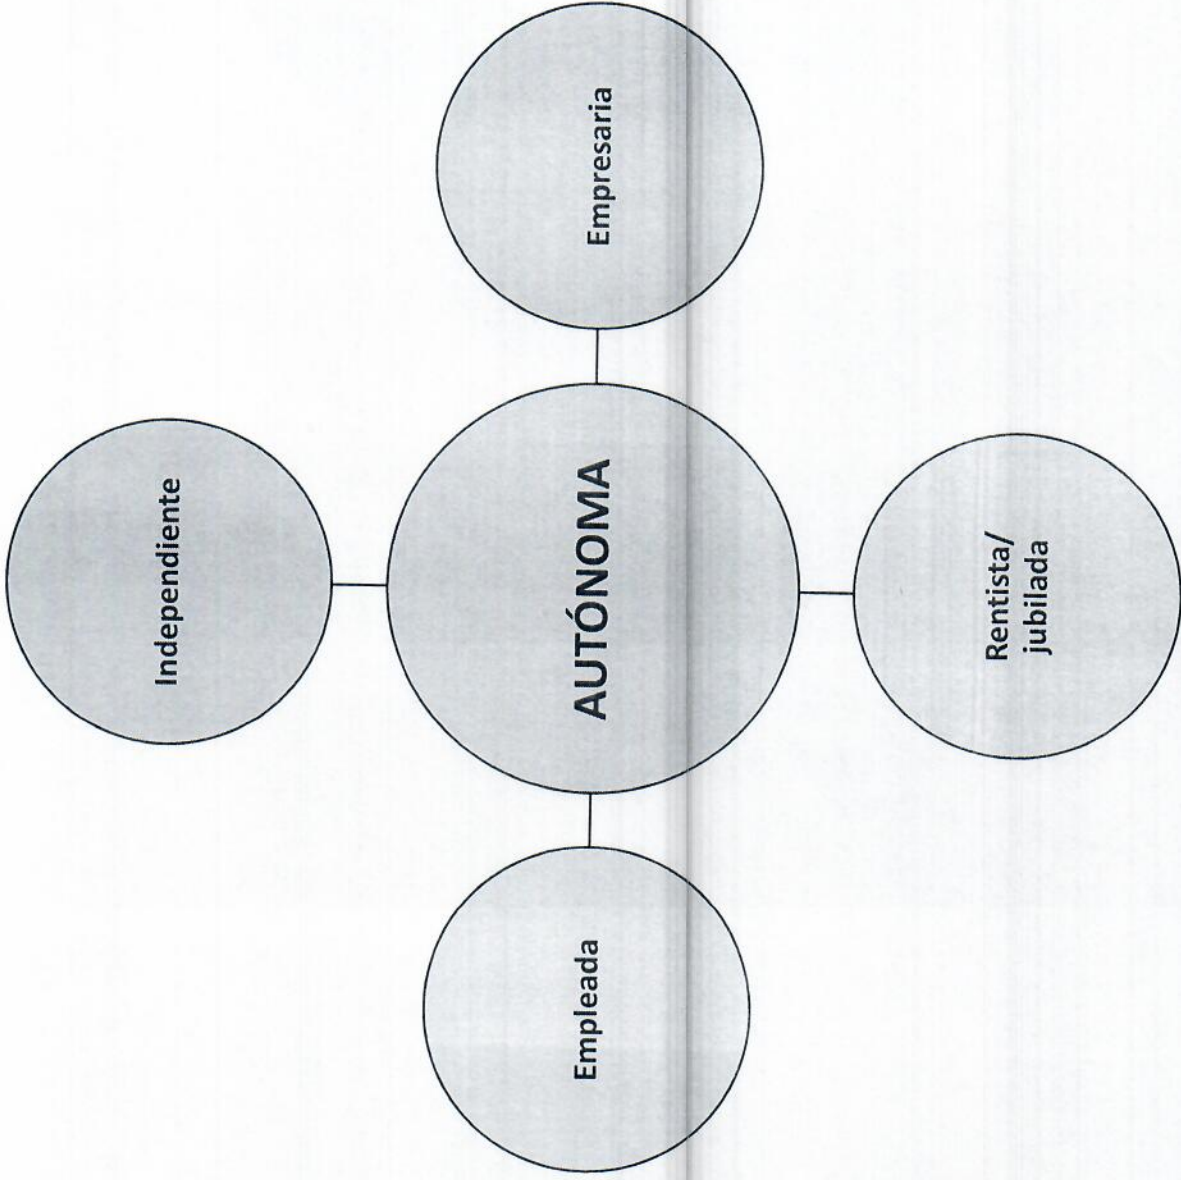 Independiente
Empleada
AUTÓNOMA
Empresaria
Rentista/
jubilada